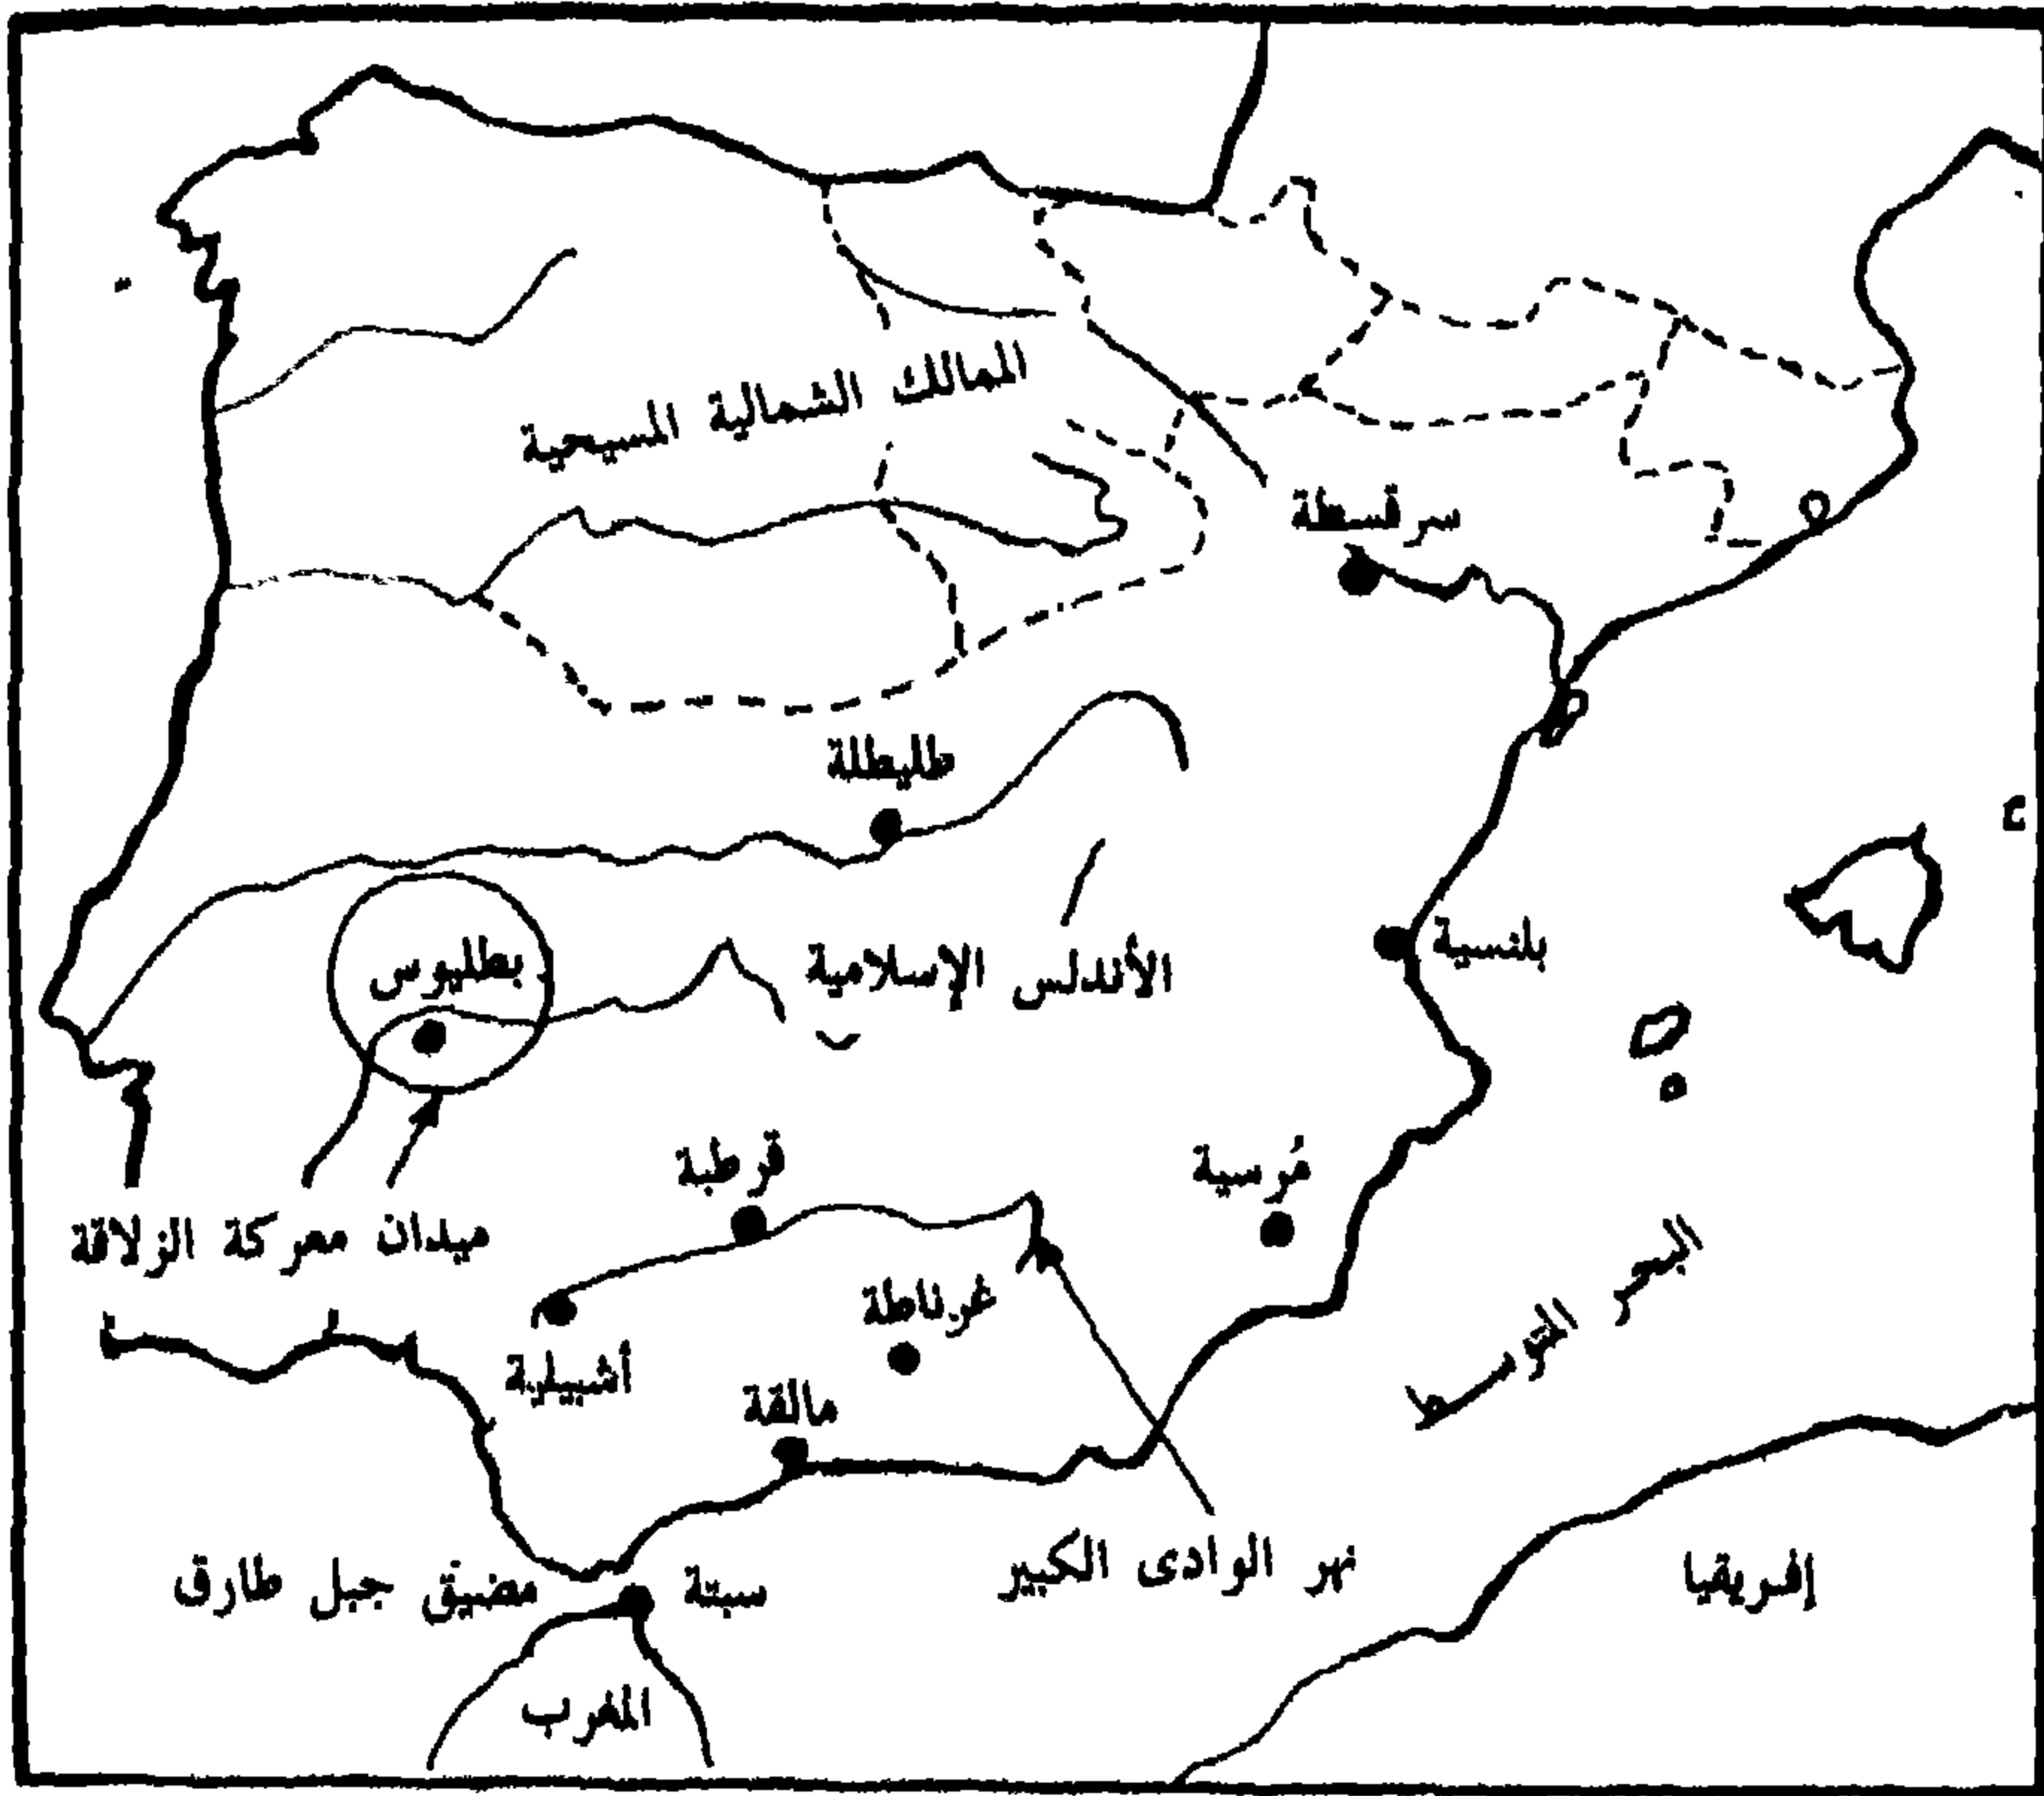 الممالك الشمالية المسيحية
سرقسطة
طليطلة
بطليوس
الأندلس الإسلامية
بلنسية
قرطبة
مُرسية
ميدان معركة الزلاقة
غرناطة
أشبيلية
مالقة
البحر
مضيق جبل طارق
سبتة
نهر الوادى الكبير
إفريقيا
المغرب